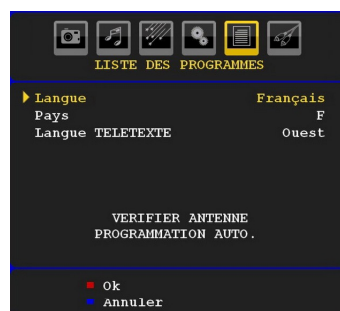 LISTE DES PROGRAMMES
Langue Français
Pays F
Langue TELETEXTE Ouest
VERIFIER ANTENNE
PROGRAMMATION AUTO.
Ok
Annuler